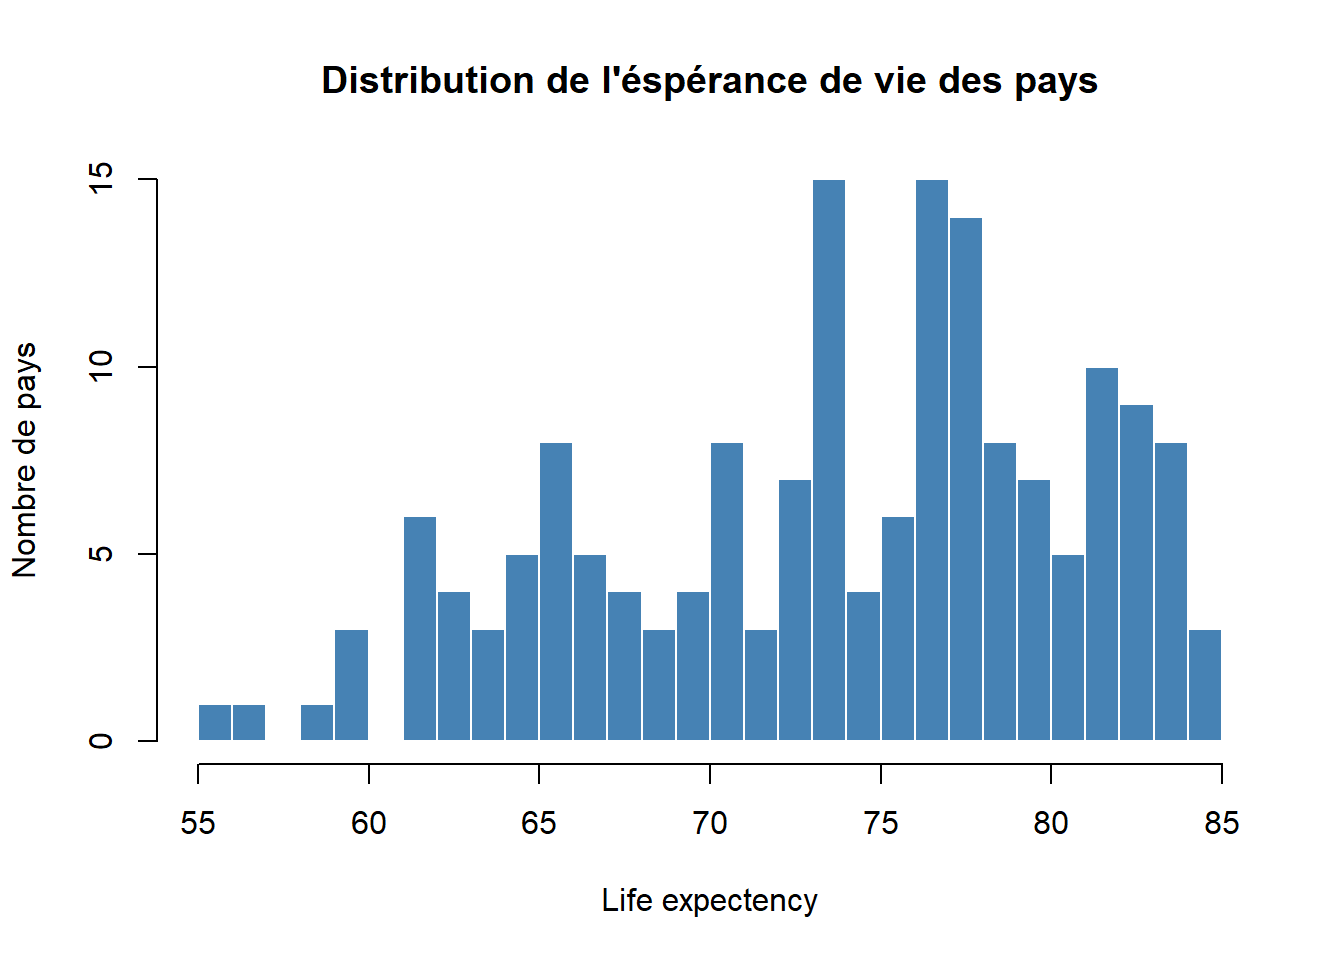 Distribution de l'éspérance de vie des pays
Nombre de pays
15
10
5
0
55 60 65 70 75 80 85
Life expectency